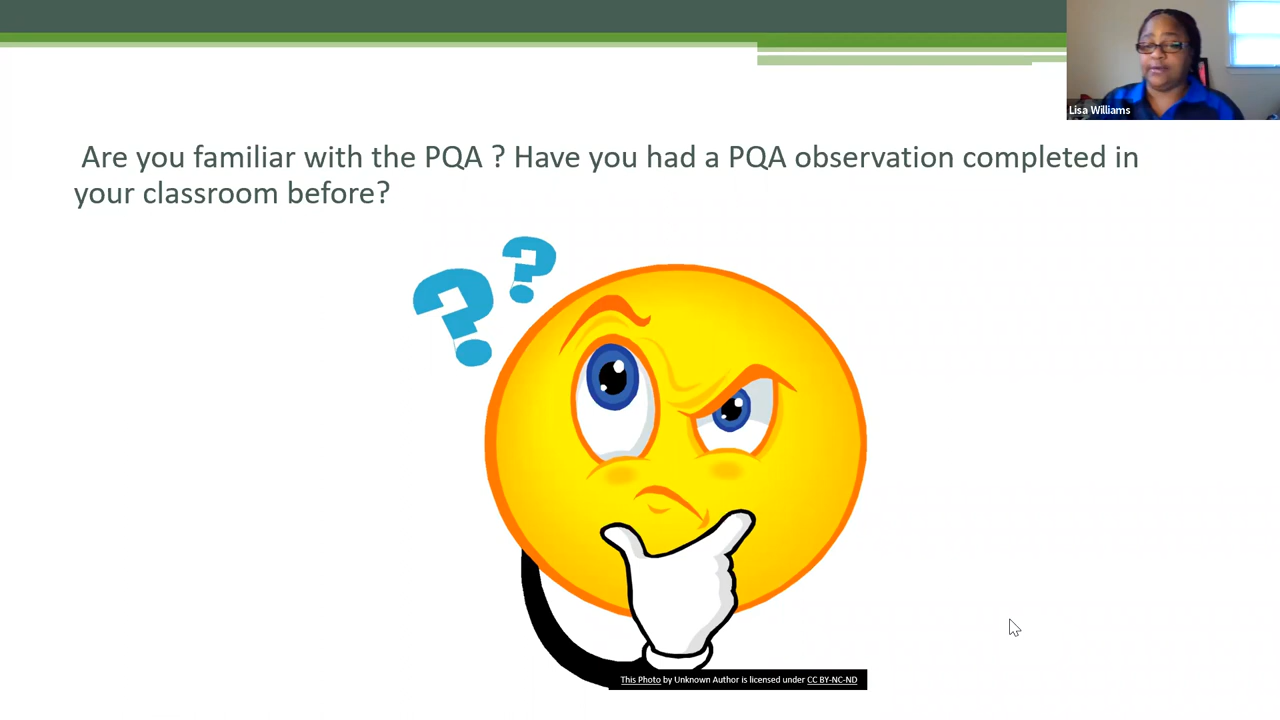 Lisa Williams
Are you familiar with the PQA ? Have you had a PQA observation completed in
your classroom before?
? ?
This Photo by Unknown Author is licensed under CC BY-NC-ND